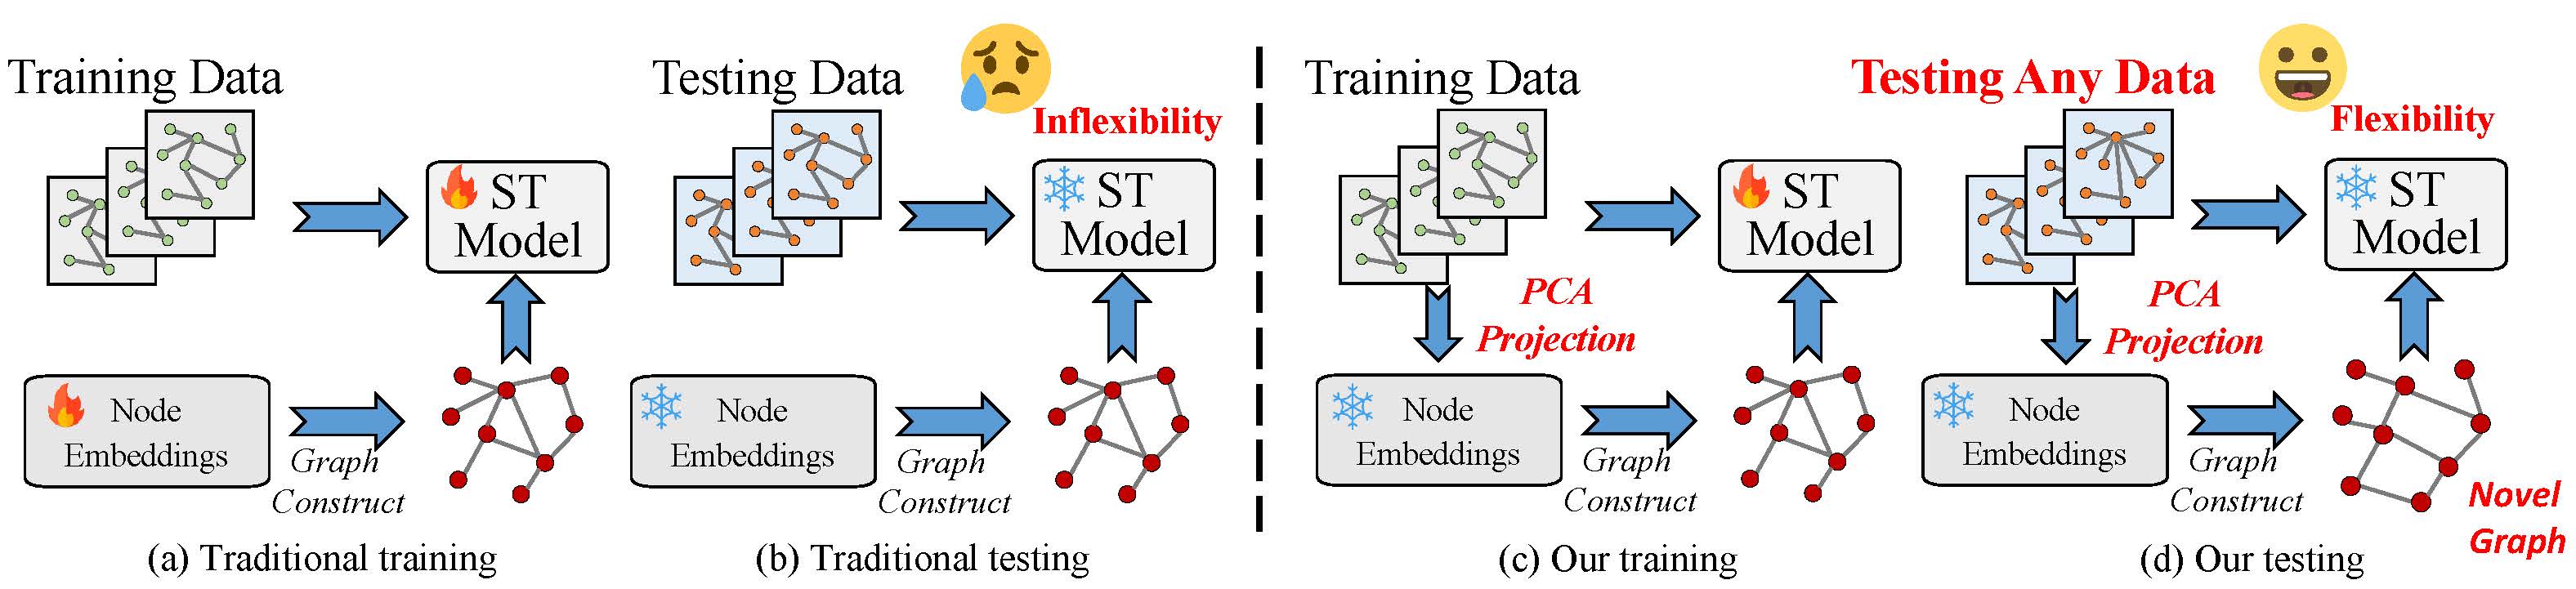 Training Data
ST
Model
Node
Embeddings
Graph
Construct
(a) Traditional training
Testing Data
Inflexibility
ST
Model
Node
Embeddings
Graph
Construct
(b) Traditional testing
Training Data
ST
Model
PCA
Projection
Node
Embeddings
Graph
Construct
(c) Our training
Testing Any Data
Flexibility
ST
Model
PCA
Projection
Node
Embeddings
Graph
Construct
Novel
Graph
(d) Our testing